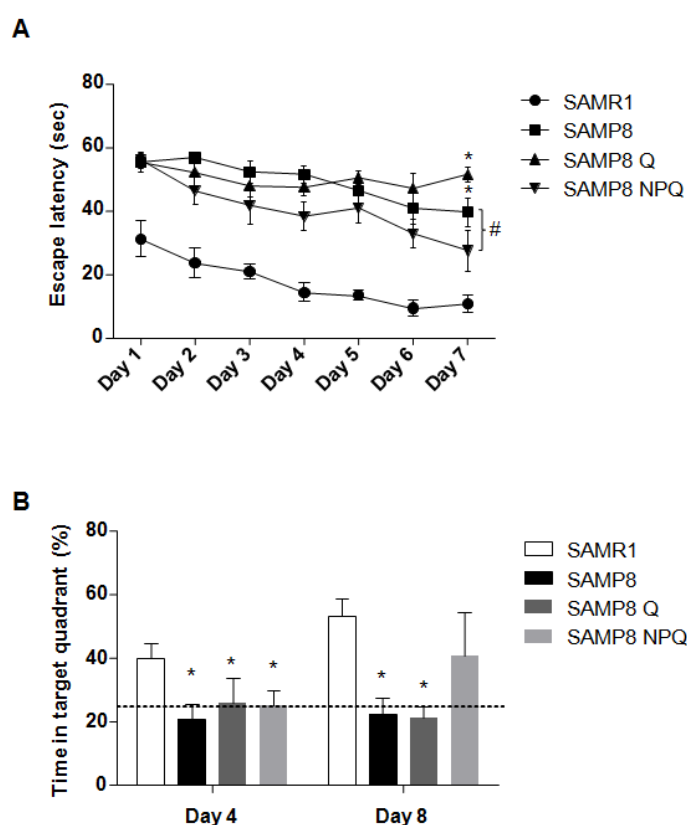 A
Escape latency (sec)
80
60
40
20
0
Day 1
Day 2
Day 3
Day 4
Day 5
Day 6
Day 7
*
*
#
SAMR1
SAMP8
SAMP8 Q
SAMP8 NPQ
B
Time in target quadrant (%)
80
60
40
20
0
* * *
* *
Day 4
Day 8
SAMR1
SAMP8
SAMP8 Q
SAMP8 NPQ